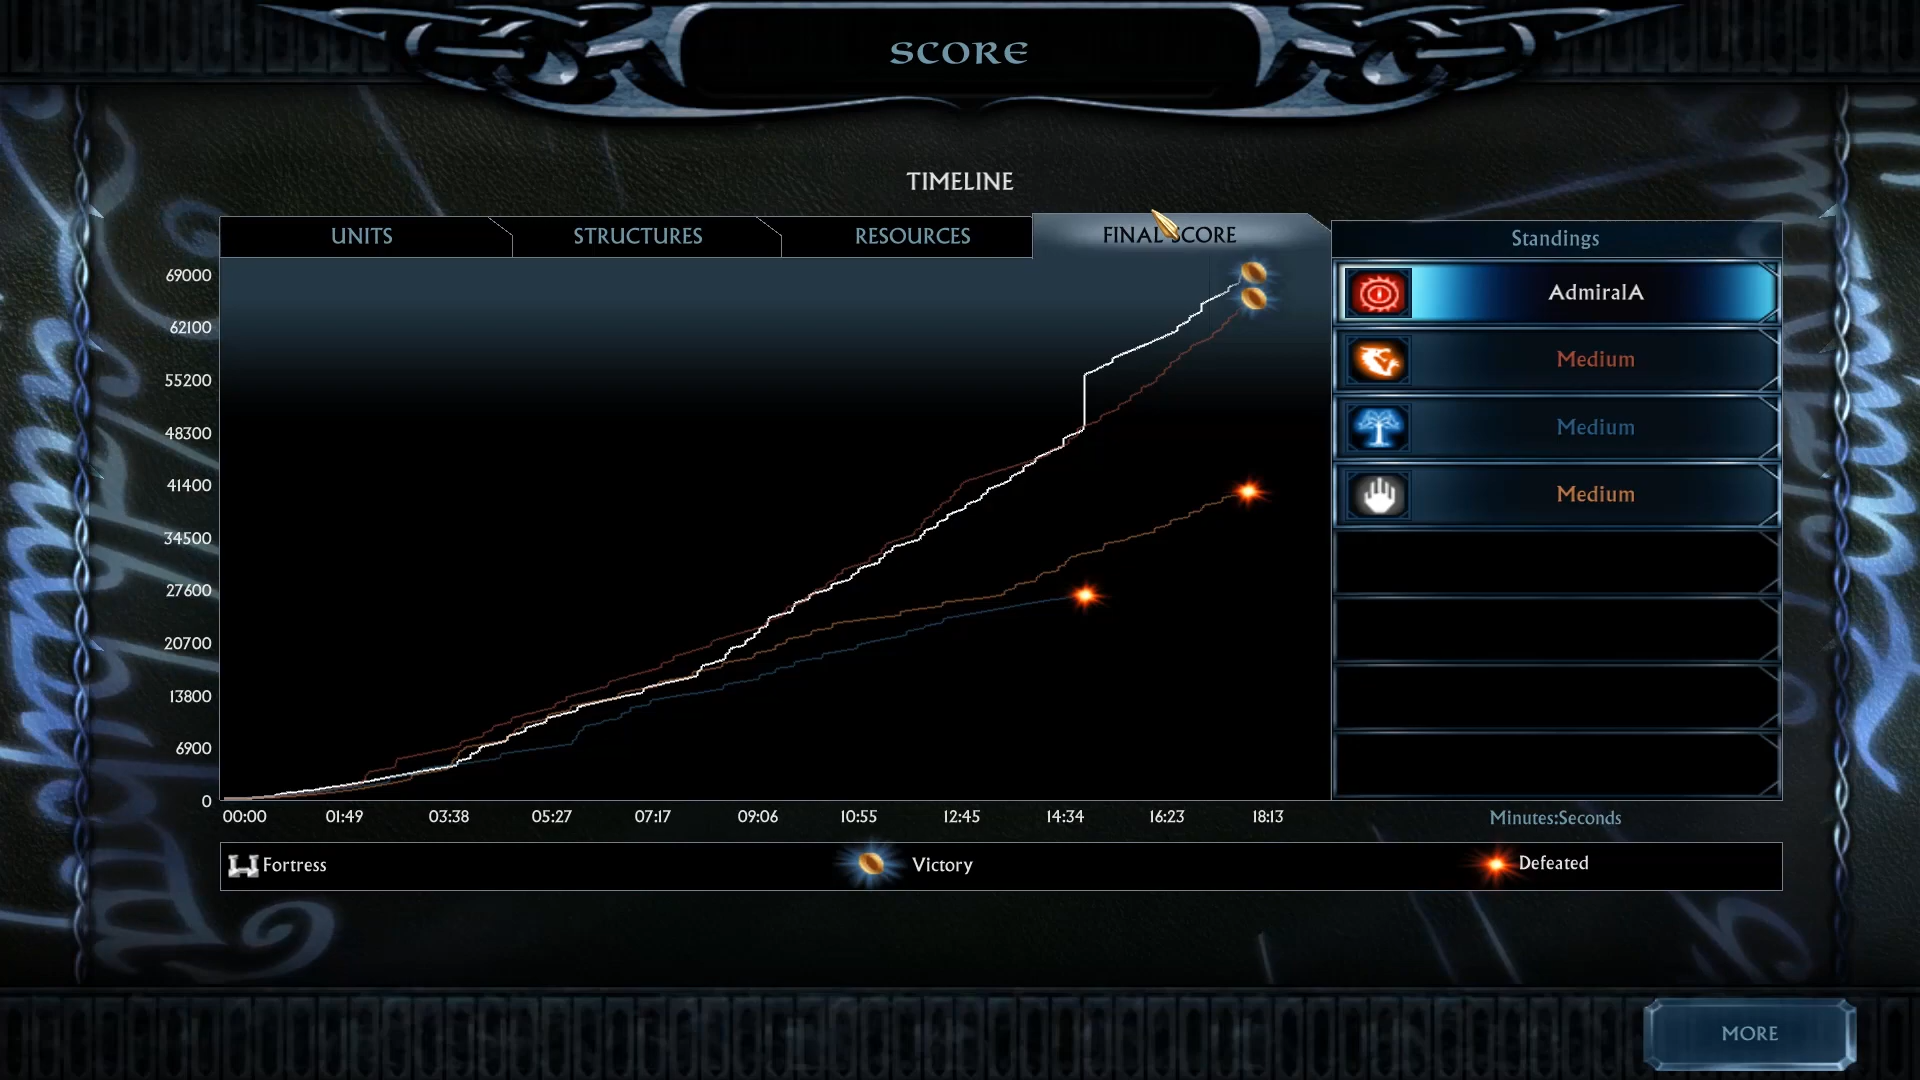 SCORE
TIMELINE
UNITS
STRUCTURES
RESOURCES
FINAL SCORE
Standings
69000
62100
55200
48300
41400
34500
27600
20700
13800
6900
0
AdmiralA
Medium
Medium
Medium
00:00
01:49
03:38
05:27
07:17
09:06
10:55
12:45
14:34
16:23
18:13
Minutes:Seconds
Fortress
Victory
Defeated
MORE